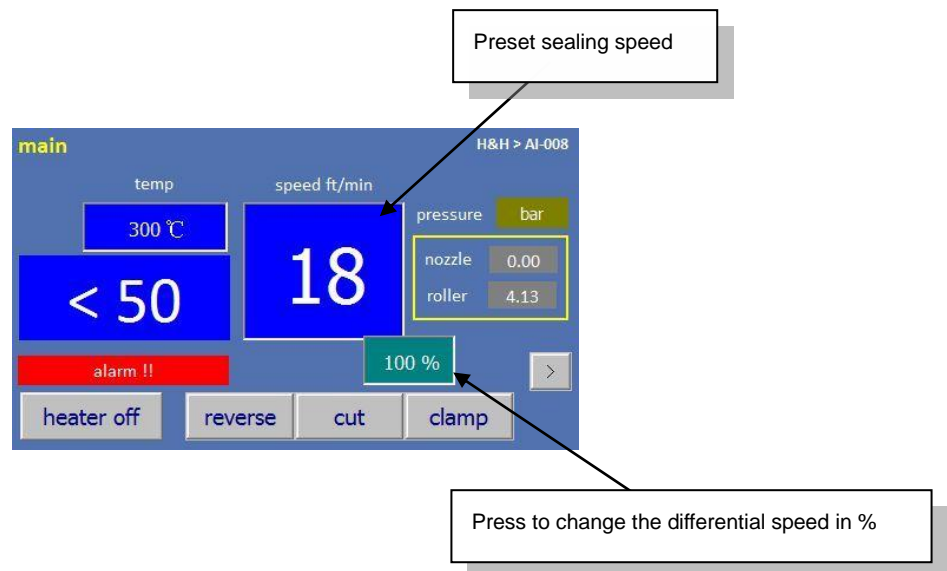 Preset sealing speed
main
H&H > AI-008
temp
speed ft/min
300 ℃
pressure
bar
18
nozzle
0.00
< 50
roller
4.13
100 %
alarm !!
>
heater off
reverse
cut
clamp
Press to change the differential speed in %